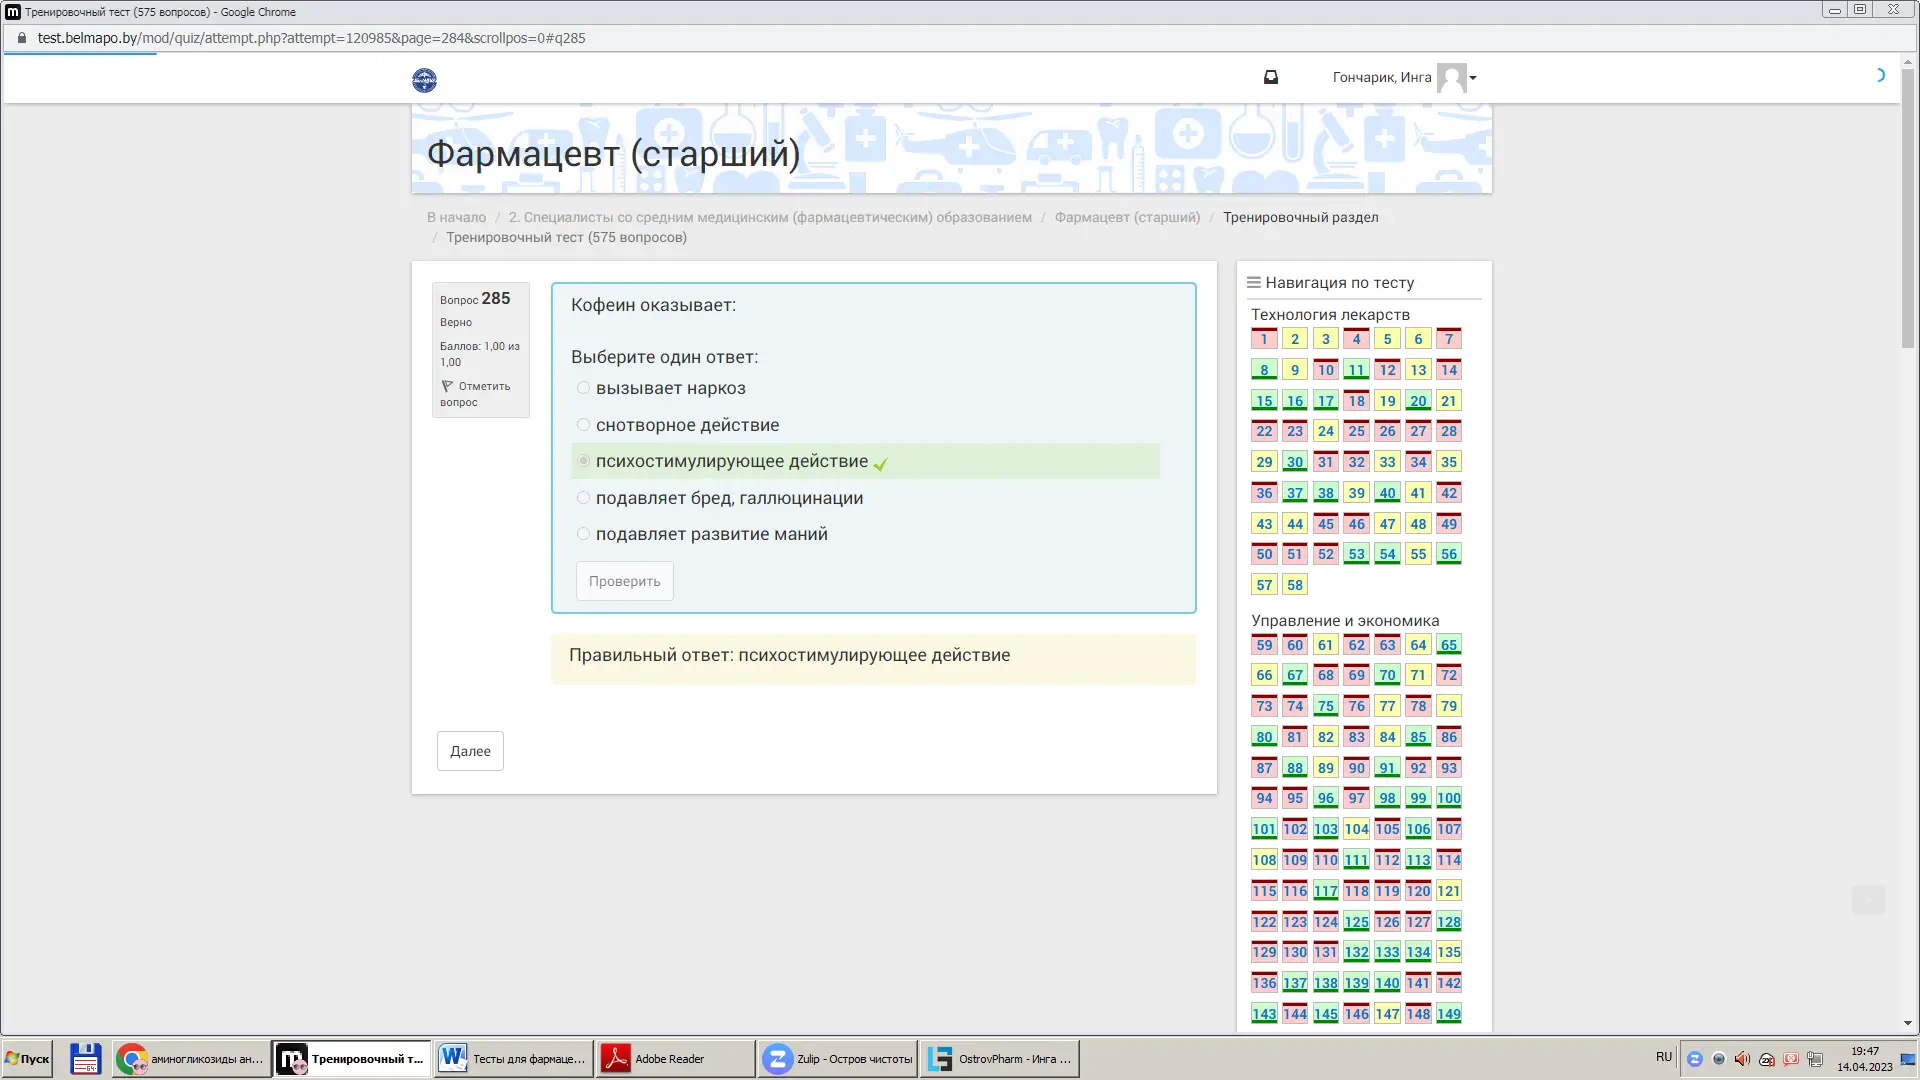 Тренировочный тест (575 вопросов) - Google Chrome
test.belmapo.by/mod/quiz/attempt.php?attempt=120985&page=284&scrollpos=0#q285
Гончарик, Инга
Фармацевт (старший)
В начало / 2. Специалисты со средним медицинским (фармацевтическим) образованием / Фармацевт (старший) / Тренировочный раздел
/ Тренировочный тест (575 вопросов)
Вопрос 285
Верно
Баллов: 1,00 из
1,00
Отметить
вопрос
Кофеин оказывает:
Выберите один ответ:
вызывает наркоз
снотворное действие
психостимулирующее действие
подавляет бред, галлюцинации
подавляет развитие маний
Проверить
Правильный ответ: психостимулирующее действие
Далее
Навигация по тесту
Технология лекарств
1 2 3 4 5 6 7
8 9 10 11 12 13 14
15 16 17 18 19 20 21
22 23 24 25 26 27 28
29 30 31 32 33 34 35
36 37 38 39 40 41 42
43 44 45 46 47 48 49
50 51 52 53 54 55 56
57 58
Управление и экономика
59 60 61 62 63 64 65
66 67 68 69 70 71 72
73 74 75 76 77 78 79
80 81 82 83 84 85 86
87 88 89 90 91 92 93
94 95 96 97 98 99 100
101 102 103 104 105 106 107
108 109 110 111 112 113 114
115 116 117 118 119 120 121
122 123 124 125 126 127 128
129 130 131 132 133 134 135
136 137 138 139 140 141 142
143 144 145 146 147 148 149
Пуск
аминогликозиды ан...
Тренировочный т...
Тесты для фармаце...
Adobe Reader
Zulip - Остров чистоты
OstrovPharm - Инга ...
RU
19:47
14.04.2023